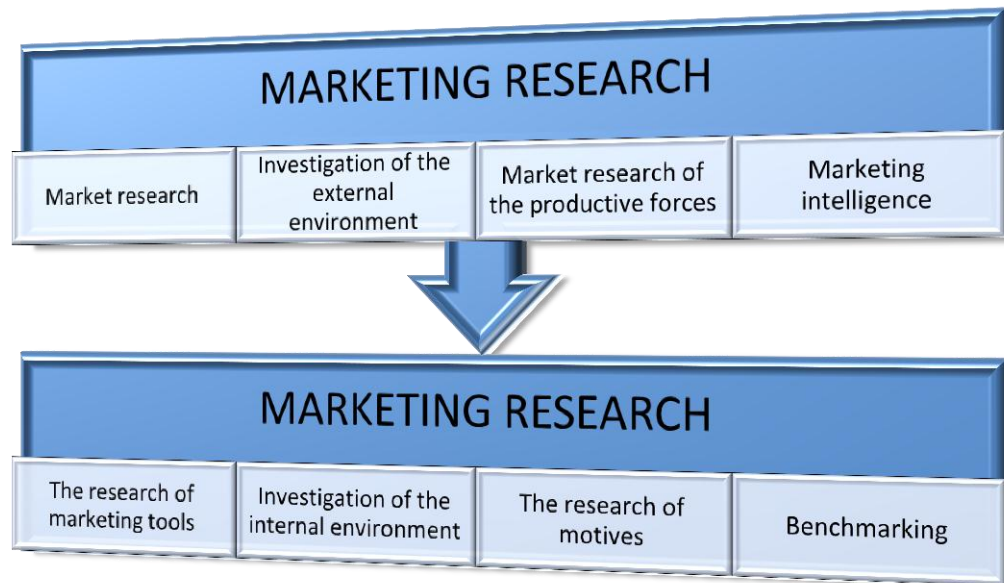 MARKETING RESEARCH
Market research
Investigation of the
external
environment
Market research of
the productive forces
Marketing
intelligence
MARKETING RESEARCH
The research of
marketing tools
Investigation of the
internal environment
The research of
motives
Benchmarking